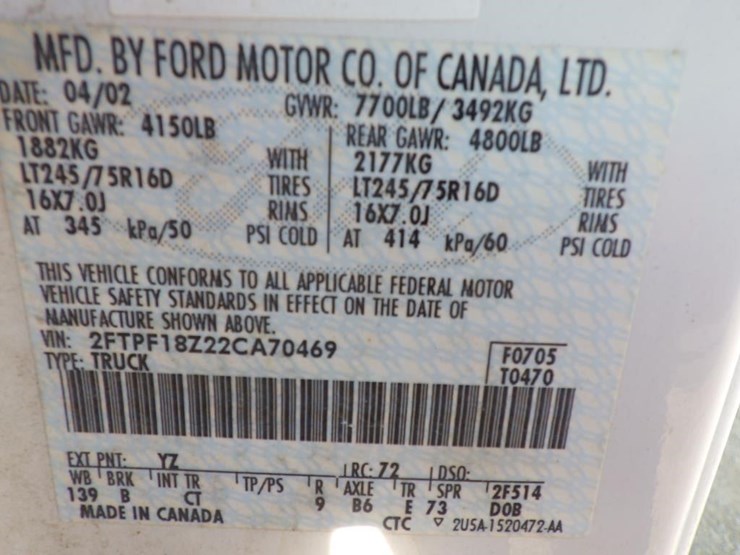 MFD. BY FORD MOTOR CO. OF CANADA, LTD.
DATE: 04/02 GVWR: 7700LB/ 3492KG
FRONT GAWR: 4150LB REAR GAWR: 4800LB
1882KG WITH 2177KG WITH
LT245/75R16D TIRES LT245/75R16D TIRES
16X7.0J RIMS 16X7.0J RIMS
AT 345 kPa/50 PSI COLD AT 414 kPa/60 PSI COLD
THIS VEHICLE CONFORMS TO ALL APPLICABLE FEDERAL MOTOR
VEHICLE SAFETY STANDARDS IN EFFECT ON THE DATE OF
MANUFACTURE SHOWN ABOVE.
VIN: 2FTPF18Z22CA70469 F0705
TYPE: TRUCK T0470
EXT PNT: YZ RC: 72 DSO:
WB BRK INT TR TP/PS R AXLE TR SPR 2F514
139 B CT 9 B6 E 73 DOB
MADE IN CANADA CTC ▽ 2U5A-1520472-AA